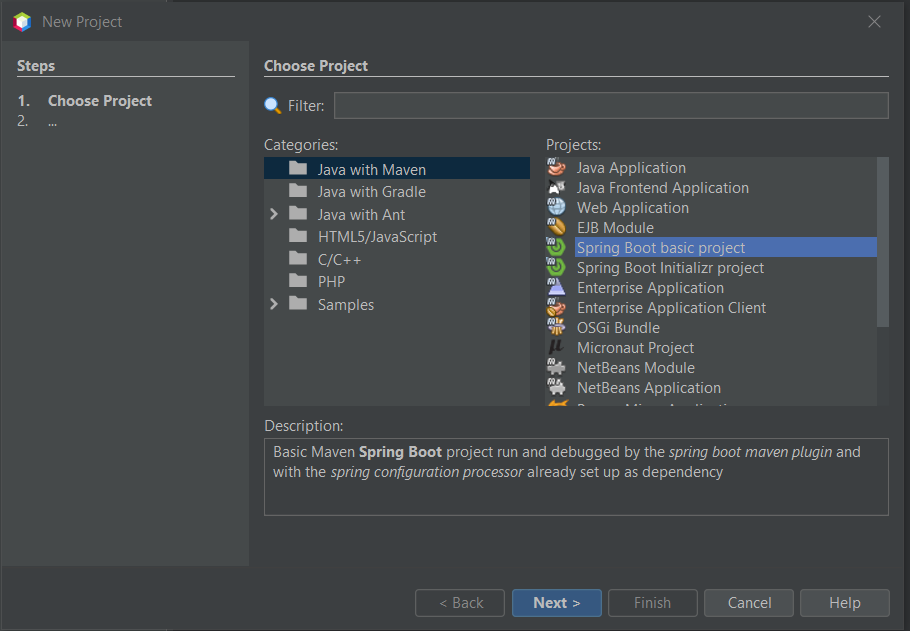 New Project
Steps
1. Choose Project
2. ...
Choose Project
Filter:
Categories:
Java with Maven
Java with Gradle
Java with Ant
HTML5/JavaScript
C/C++
PHP
Samples
Projects:
Java Application
Java Frontend Application
Web Application
EJB Module
Spring Boot basic project
Spring Boot Initializr project
Enterprise Application
Enterprise Application Client
OSGi Bundle
Micronaut Project
NetBeans Module
NetBeans Application
Description:
Basic Maven Spring Boot project run and debugged by the spring boot maven plugin and
with the spring configuration processor already set up as dependency
< Back
Next >
Finish
Cancel
Help